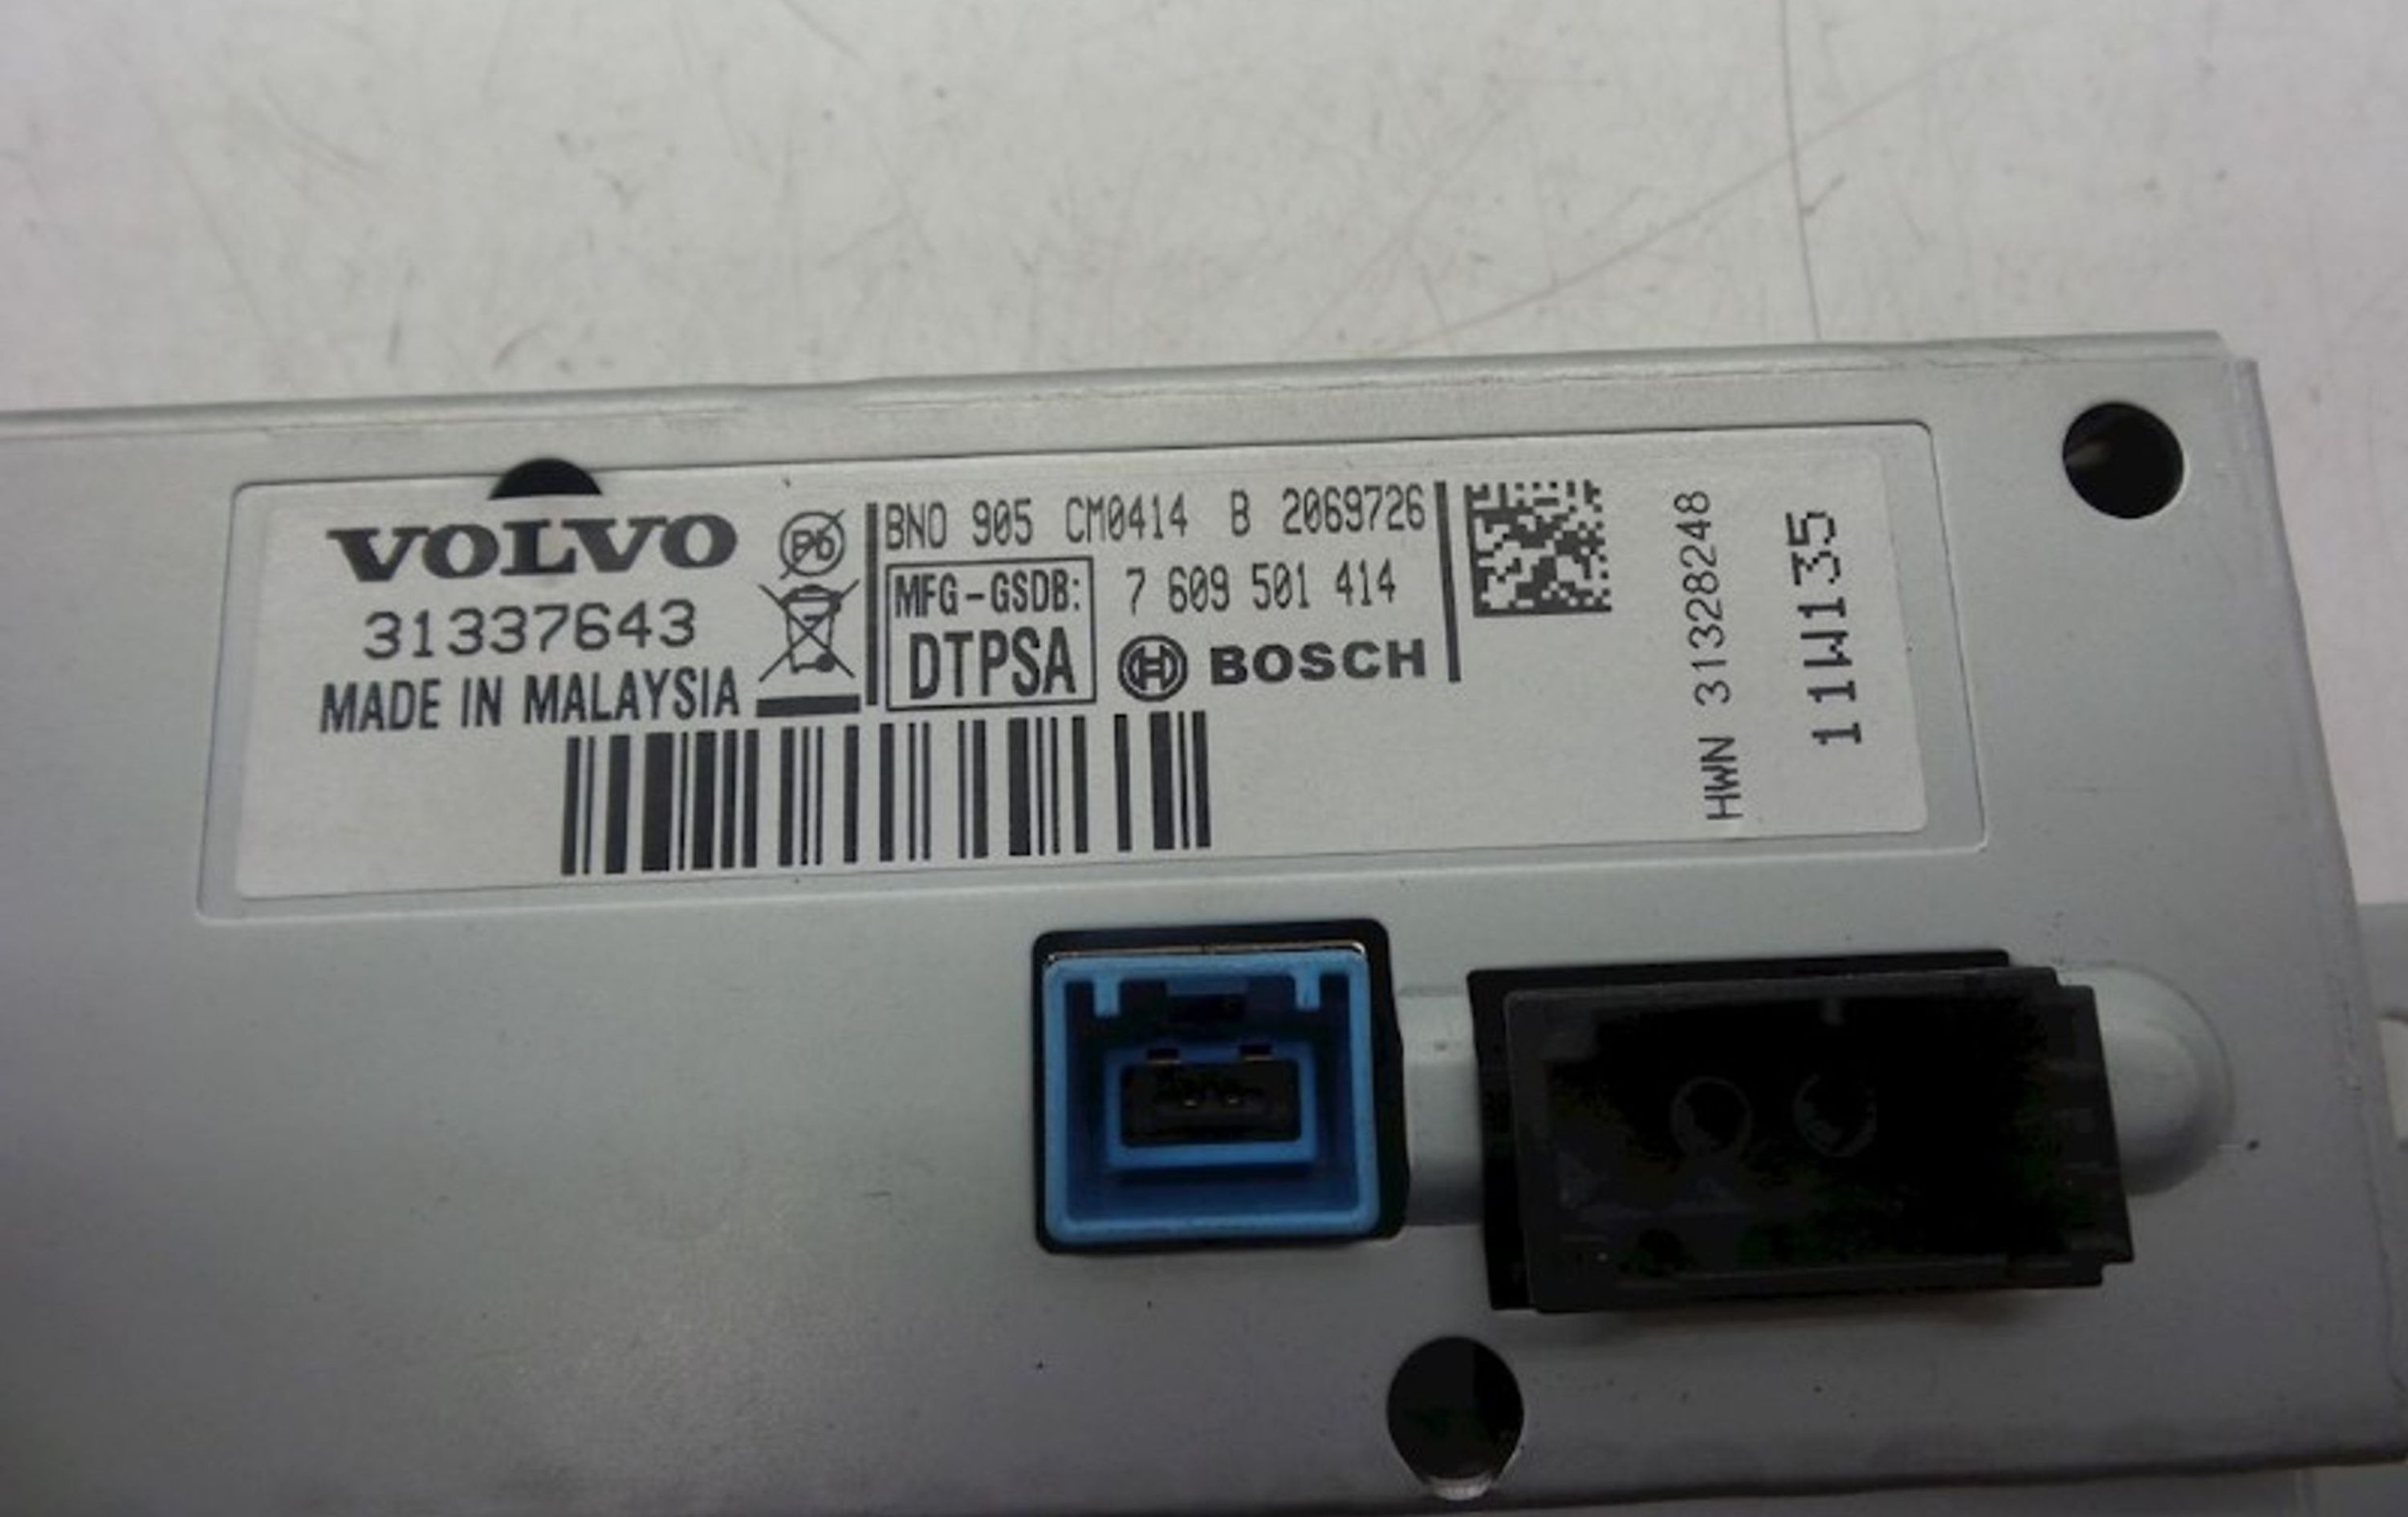 VOLVO
31337643
MADE IN MALAYSIA
Pb
BNO 905 CM0414 B 2069726
MFG-GSDB:
DTPSA
7 609 501 414
BOSCH
HWN 31328248
11W135